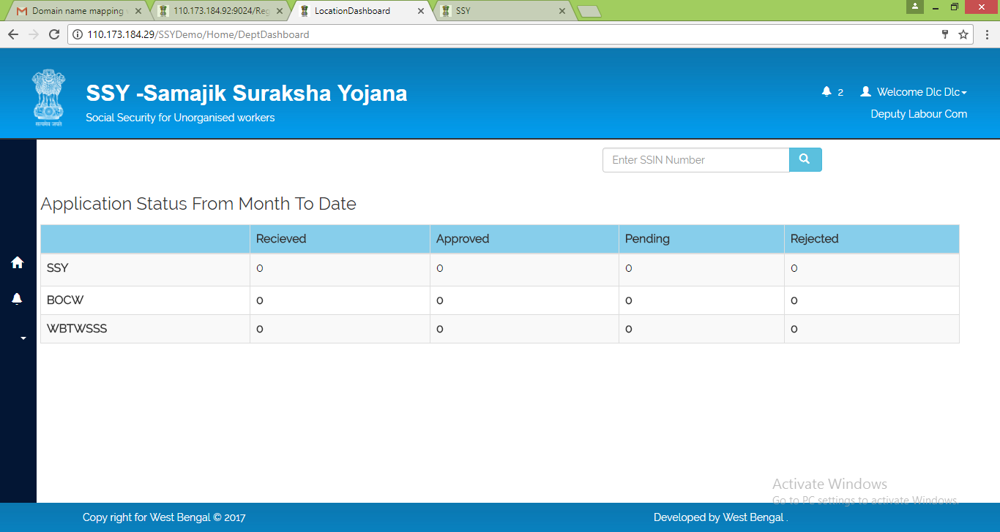 Domain name mapping
110.173.184.92:9024/Reg
LocationDashboard
SSY
110.173.184.29/SSYDemo/Home/DeptDashboard
सत्यमेव जयते
SSY -Samajik Suraksha Yojana
Social Security for Unorganised workers
2 Welcome Dlc Dlc
Deputy Labour Com
Enter SSIN Number
Application Status From Month To Date
Recieved Approved Pending Rejected
SSY 0 0 0 0
BOCW 0 0 0 0
WBTWSSS 0 0 0 0
Activate Windows
Go to PC settings to activate Windows.
Copy right for West Bengal © 2017
Developed by West Bengal .